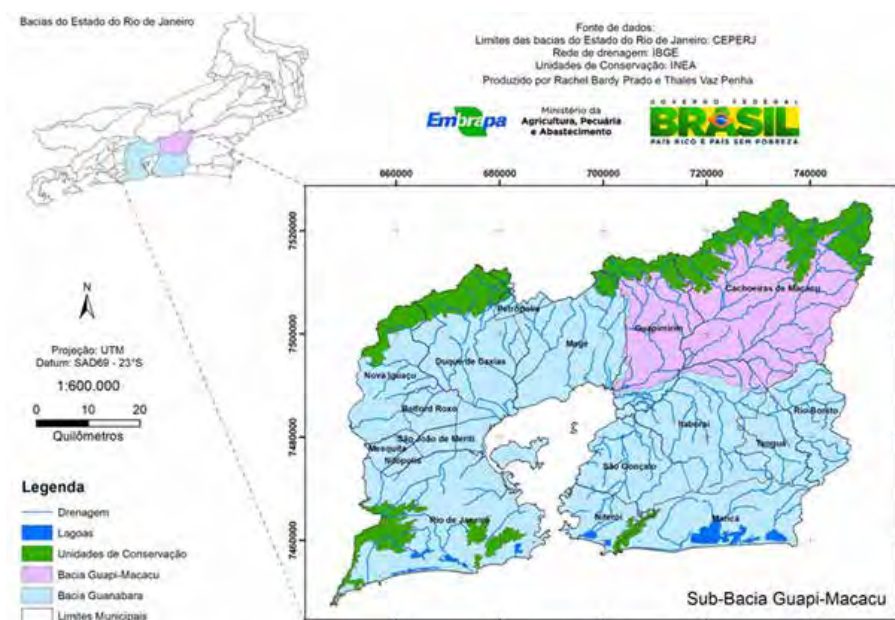 Bacias do Estado do Rio de Janeiro
Fonte de dados:
Limites das bacias do Estado do Rio de Janeiro: CEPERJ
Rede de drenagem: IBGE
Unidades de Conservação: INEA
Produzido por Rachel Bardy Prado e Thales Vaz Penha
Embrapa
Ministério da
Agricultura, Pecuária
e Abastecimento
GOVERNO FEDERAL
BRASIL
PAÍS RICO É PAÍS SEM POBREZA
660000 680000 700000 720000 740000
7520000
7500000
7480000
7460000
Cachoeiras de Macacu
Petrópolis
Guapimirim
Magé
Duque de Caxias
Nova Iguaçu
Belford Roxo
Rio Bonito
Itaboraí
São João de Meriti
Tanguá
Mesquita
Nilópolis
São Gonçalo
Rio de Janeiro
Niterói
Maricá
Sub-Bacia Guapi-Macacu
N
Projeção: UTM
Datum: SAD69 - 23°S
1:600.000
0 10 20
Quilômetros
Legenda
Drenagem
Lagoas
Unidades de Conservação
Bacia Guapi-Macacu
Bacia Guanabara
Limites Municipais